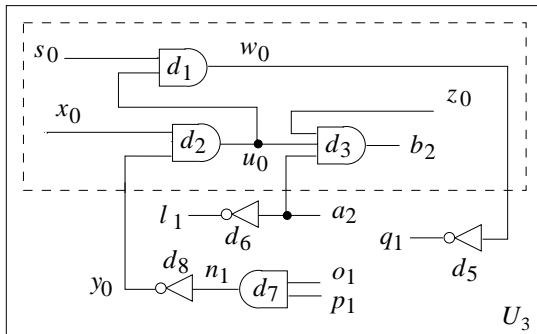 s0 d1 w0
x0 d2 u0 d3 z0 b2
l1 d6 a2 q1 d5
y0 d8 n1 d7 o1 p1
U3